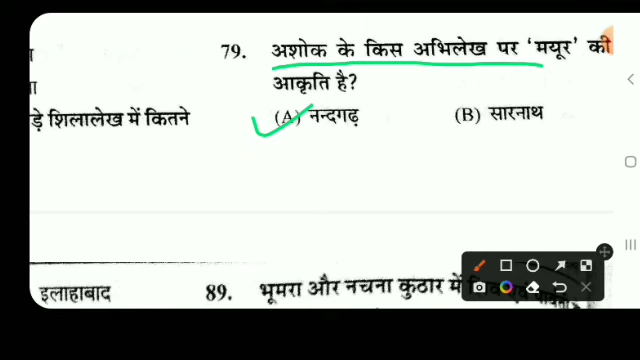 79. अशोक के किस अभिलेख पर 'मयूर' की
आकृति है?
ड़े शिलालेख में कितने
(A) नन्दगढ़ (B) सारनाथ
इलाहाबाद
89. भूमरा और नचना कुठार में